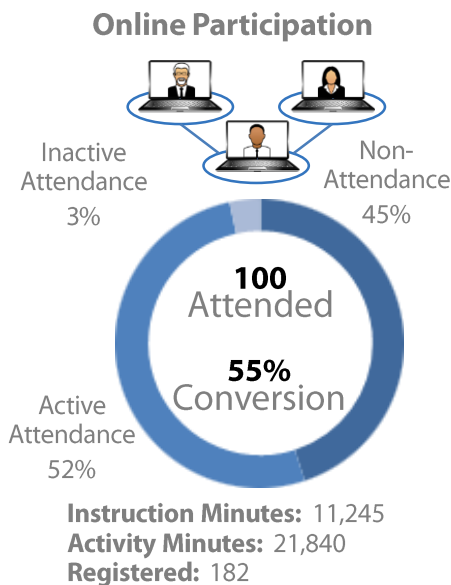 Online Participation
Inactive
Attendance
3%
Non-
Attendance
45%
100
Attended
55%
Conversion
Active
Attendance
52%
Instruction Minutes: 11,245
Activity Minutes: 21,840
Registered: 182